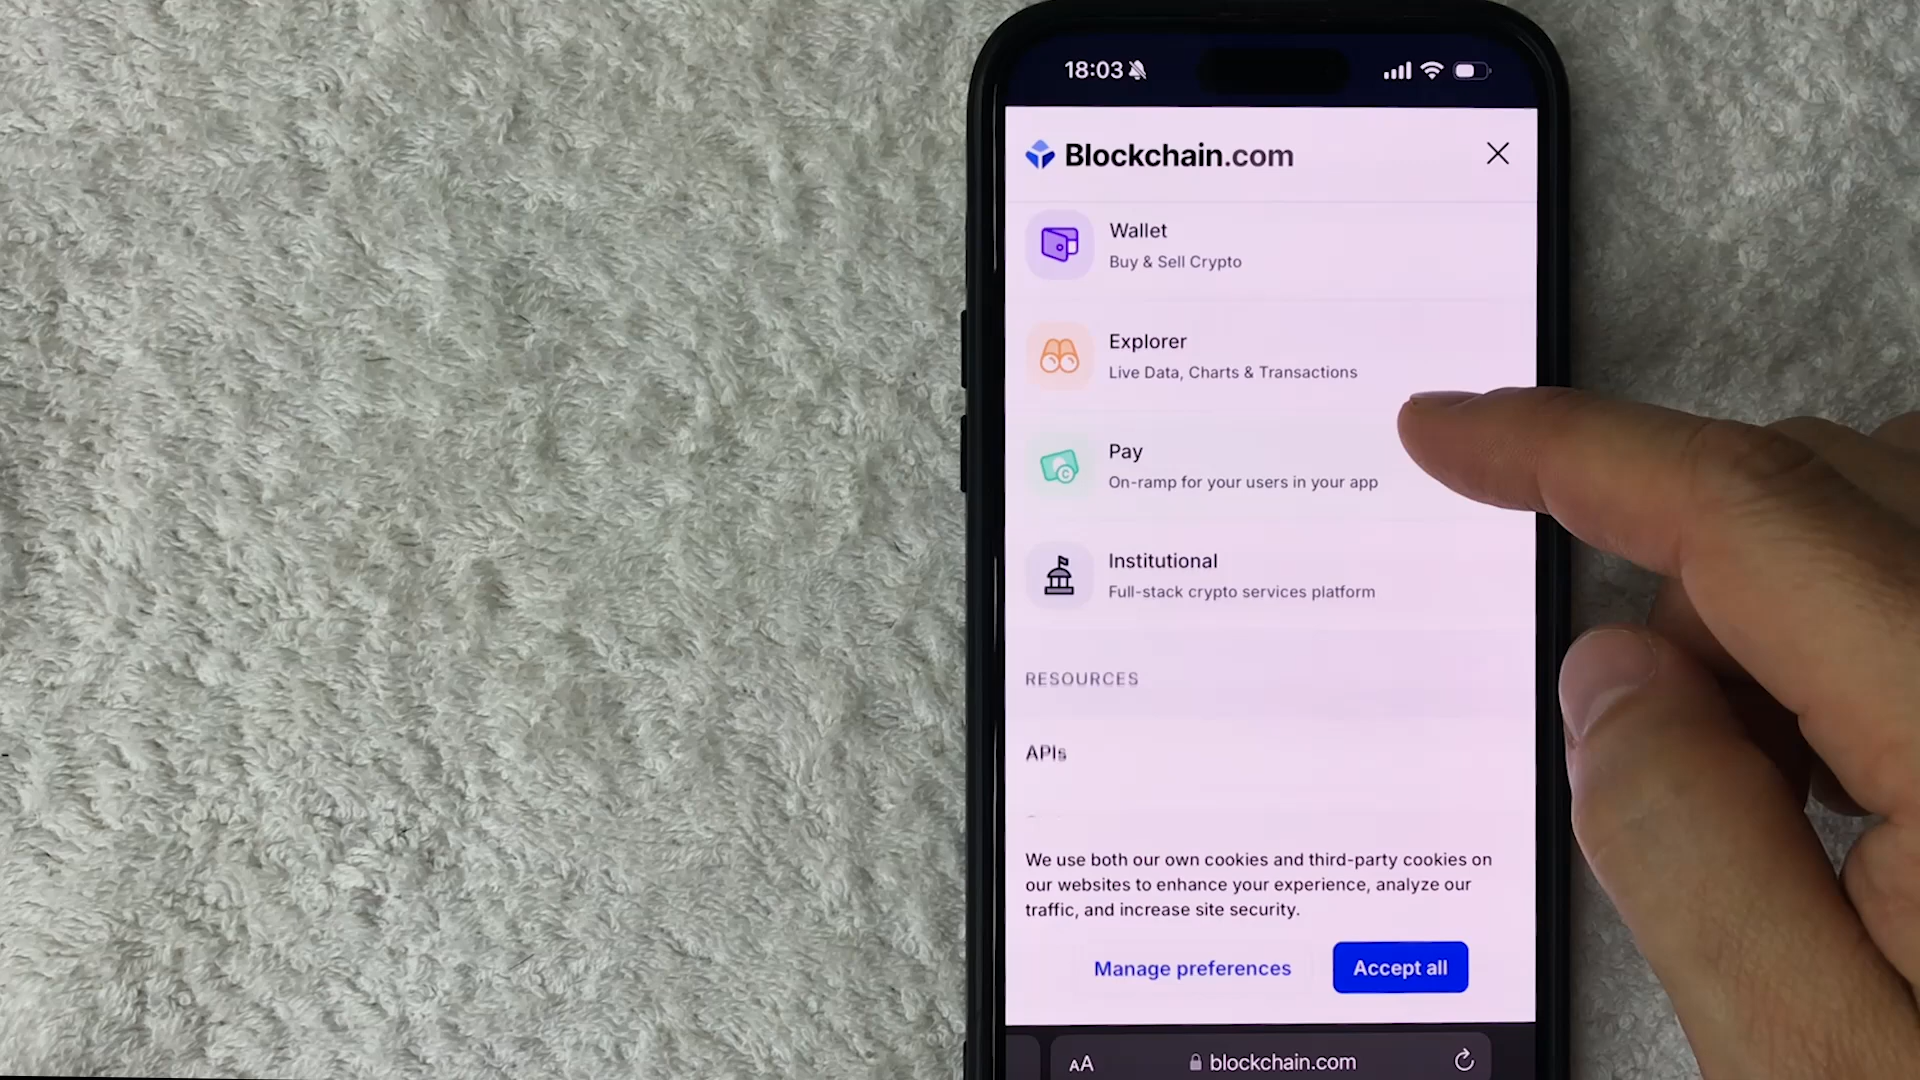 18:03
Blockchain.com
Wallet
Buy & Sell Crypto
Explorer
Live Data, Charts & Transactions
Pay
On-ramp for your users in your app
Institutional
Full-stack crypto services platform
RESOURCES
APIs
We use both our own cookies and third-party cookies on
our websites to enhance your experience, analyze our
traffic, and increase site security.
Manage preferences
Accept all
AA
blockchain.com